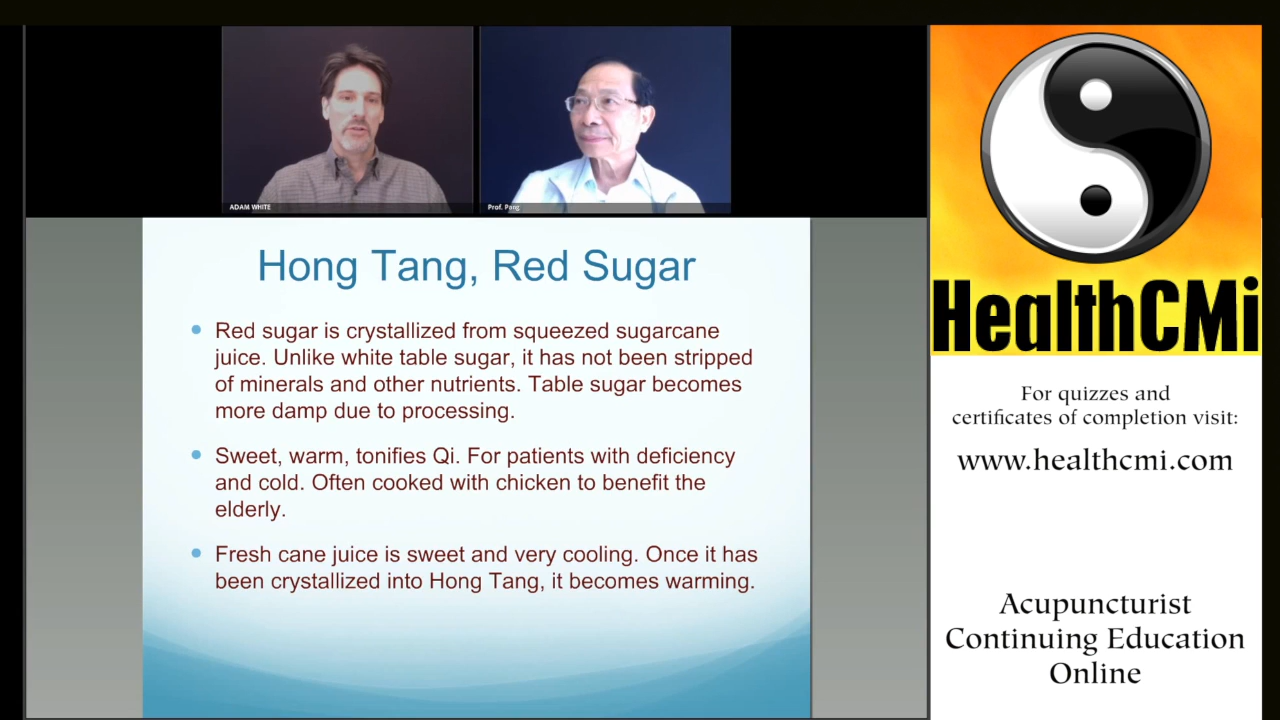 ADAM WHITE
Prof. Pang
Hong Tang, Red Sugar
Red sugar is crystallized from squeezed sugarcane
juice. Unlike white table sugar, it has not been stripped
of minerals and other nutrients. Table sugar becomes
more damp due to processing.
Sweet, warm, tonifies Qi. For patients with deficiency
and cold. Often cooked with chicken to benefit the
elderly.
Fresh cane juice is sweet and very cooling. Once it has
been crystallized into Hong Tang, it becomes warming.
HealthCMi
For quizzes and
certificates of completion visit:
www.healthcmi.com
Acupuncturist
Continuing Education
Online